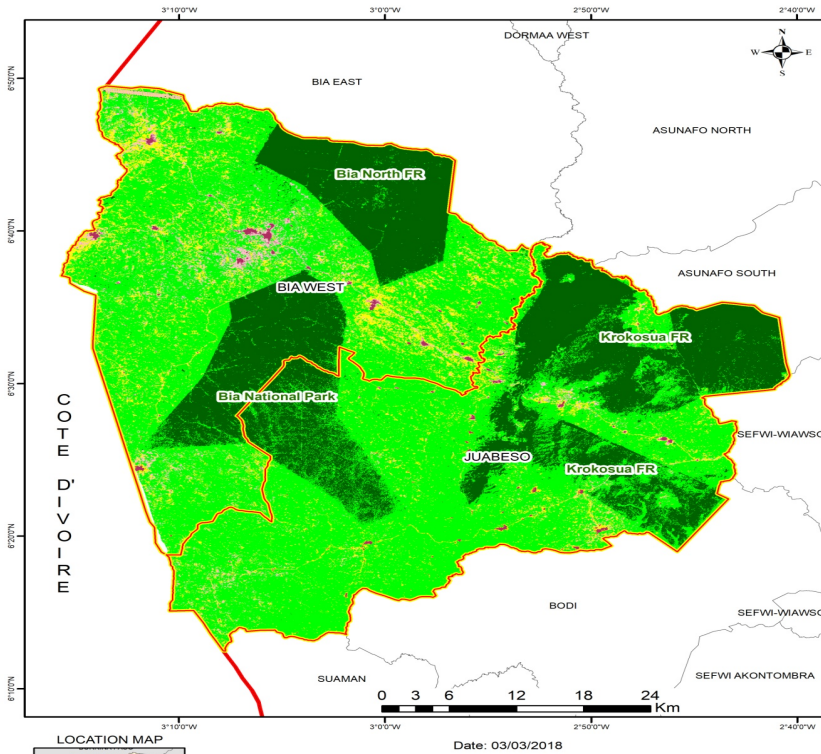 3°10'0"W 3°0'0"W 2°50'0"W 2°40'0"W
DORMAA WEST
N
W E
S
6°50'0"N
BIA EAST
ASUNAFO NORTH
Bia North FR
6°40'0"N
ASUNAFO SOUTH
BIA WEST
Krokosua FR
6°30'0"N
Bia National Park
COTE D'IVOIRE
SEFWI-WIAWSO
JUABESO
Krokosua FR
6°20'0"N
BODI
SEFWI-WIAWSO
SUAMAN
SEFWI AKONTOMBRA
6°10'0"N
0 3 6 12 18 24
Km
3°10'0"W 3°0'0"W 2°50'0"W 2°40'0"W
LOCATION MAP
Date: 03/03/2018